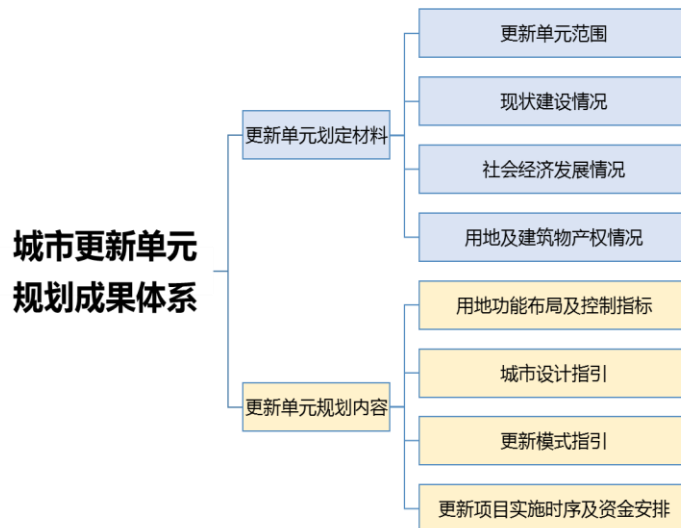 城市更新单元
规划成果体系
更新单元划定材料
更新单元范围
现状建设情况
社会经济发展情况
用地及建筑物产权情况
更新单元规划内容
用地功能布局及控制指标
城市设计指引
更新模式指引
更新项目实施时序及资金安排